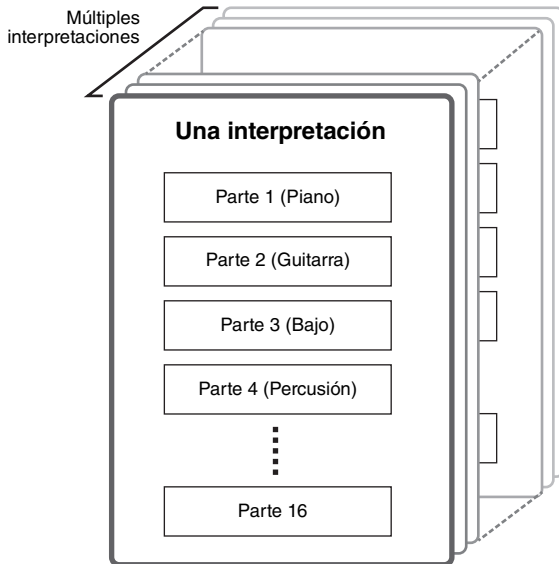 Múltiples
interpretaciones
Una interpretación
Parte 1 (Piano)
Parte 2 (Guitarra)
Parte 3 (Bajo)
Parte 4 (Percusión)
Parte 16